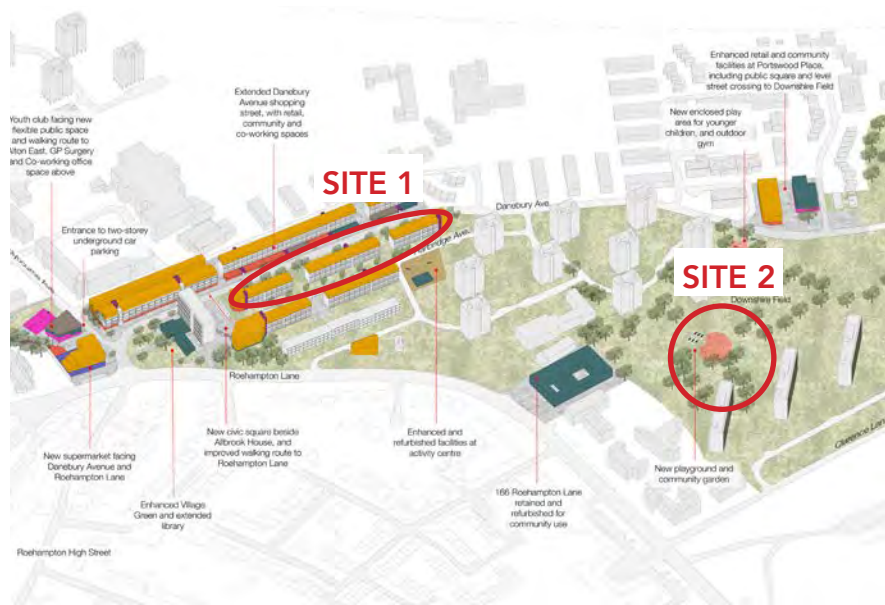 Enhanced retail and community
facilities at Portswood Place,
including public square and level
street crossing to Downshire Field
Extended Danebury
Avenue shopping
street, with retail,
community and
co-working spaces
Youth club facing new
flexible public space
and walking route to
Alton East, GP Surgery
and Co-working office
space above
New enclosed play
area for younger
children, and outdoor
gym
SITE 1
Entrance to two-storey
underground car
parking
Danebury Ave.
SITE 2
Downshire Field
Roehampton Lane
Clarence Lane
New supermarket facing
Danebury Avenue and
Roehampton Lane
New civic square beside
Allbrook House, and
improved walking route to
Roehampton Lane
Enhanced and
refurbished facilities at
activity centre
New playground and
community garden
Enhanced Village
Green and extended
library
166 Roehampton Lane
retained and
refurbished for
community use
Roehampton High Street